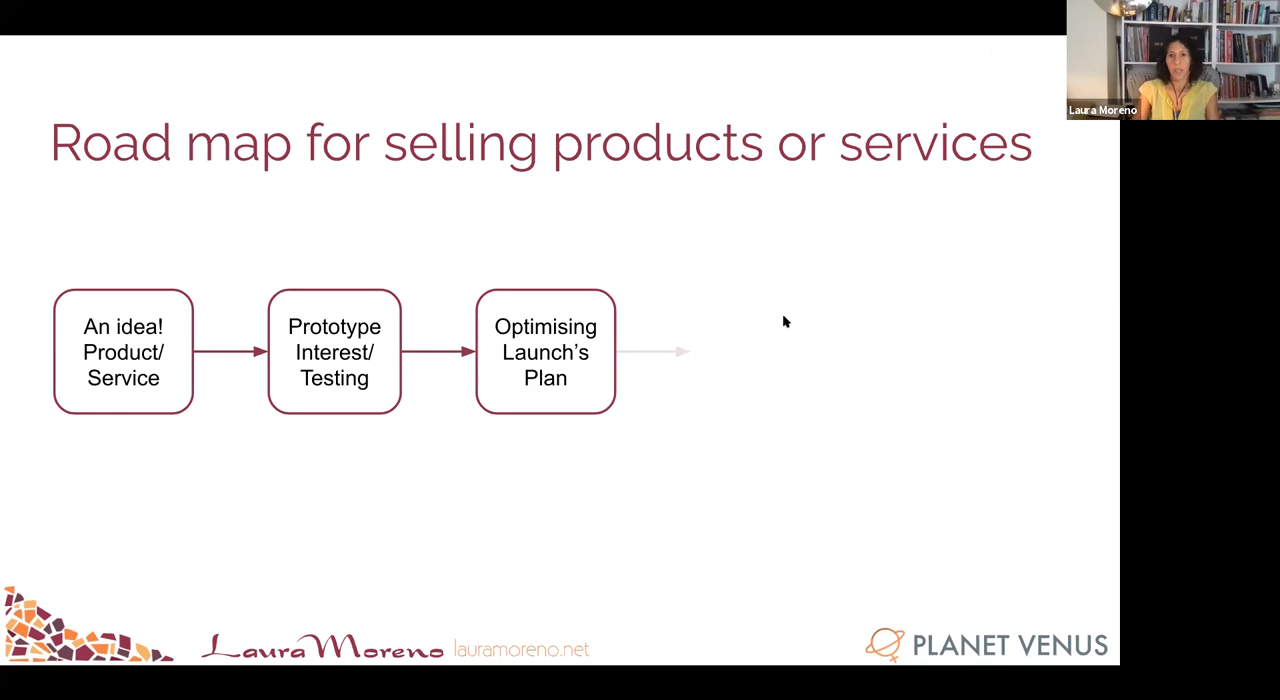 Laura Moreno
Road map for selling products or services
An idea!
Product/
Service
Prototype
Interest/
Testing
Optimising
Launch's
Plan
Laura Moreno lauramoreno.net
PLANET VENUS